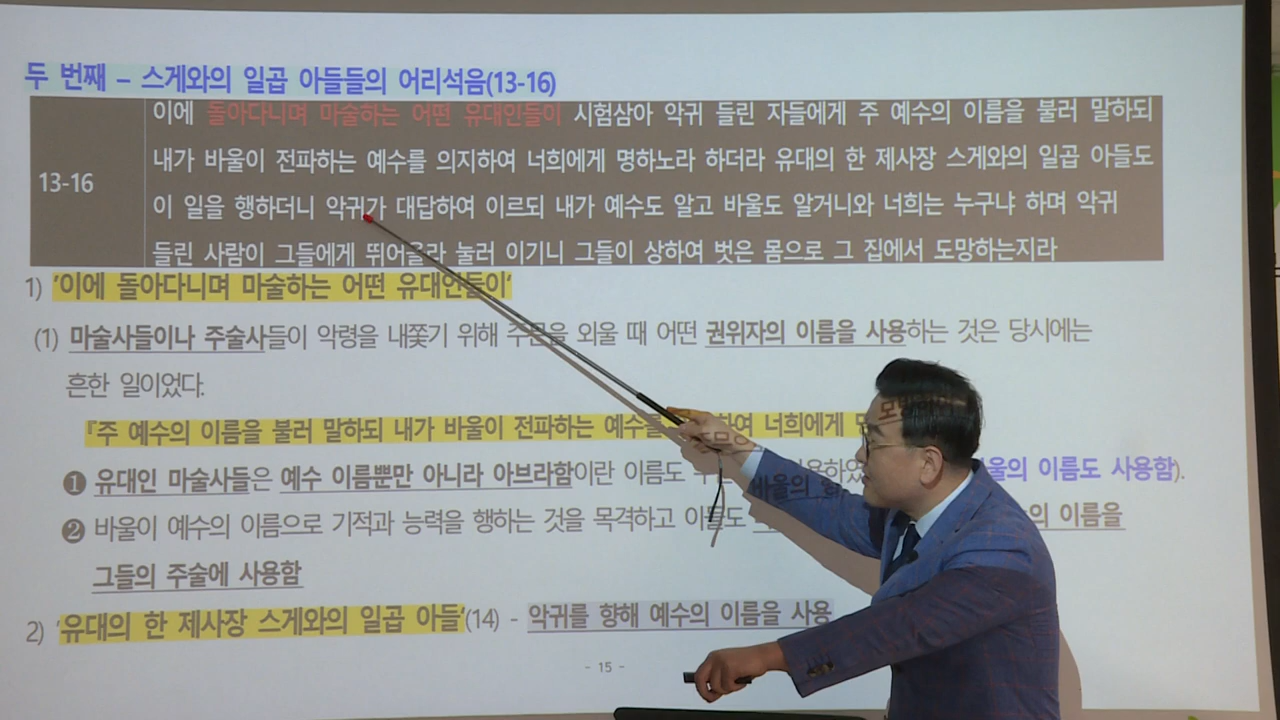 두 번째 – 스게와의 일곱 아들들의 어리석음(13-16)
이에 돌아다니며 마술하는 어떤 유대인들이 시험삼아 악귀 들린 자들에게 주 예수의 이름을 불러 말하되
내가 바울이 전파하는 예수를 의지하여 너희에게 명하노라 하더라 유대의 한 제사장 스게와의 일곱 아들도
13-16
이 일을 행하더니 악귀가 대답하여 이르되 내가 예수도 알고 바울도 알거니와 너희는 누구냐 하며 악귀
들린 사람이 그들에게 뛰어올라 눌러 이기니 그들이 상하여 벗은 몸으로 그 집에서 도망하는지라
1) '이에 돌아다니며 마술하는 어떤 유대인들이'
(1) 마술사들이나 주술사들이 악령을 내쫓기 위해 주문을 외울 때 어떤 권위자의 이름을 사용하는 것은 당시에는
흔한 일이었다.
『주 예수의 이름을 불러 말하되 내가 바울이 전파하는 예수를 하여 너희에게
❶ 유대인 마술사들은 예수 이름뿐만 아니라 아브라함이란 이름도 울의 이름도 사용함).
❷ 바울이 예수의 이름으로 기적과 능력을 행하는 것을 목격하고 이들도 의 이름을
그들의 주술에 사용함
2) '유대의 한 제사장 스게와의 일곱 아들'(14) - 악귀를 향해 예수의 이름을 사용
- 15 -